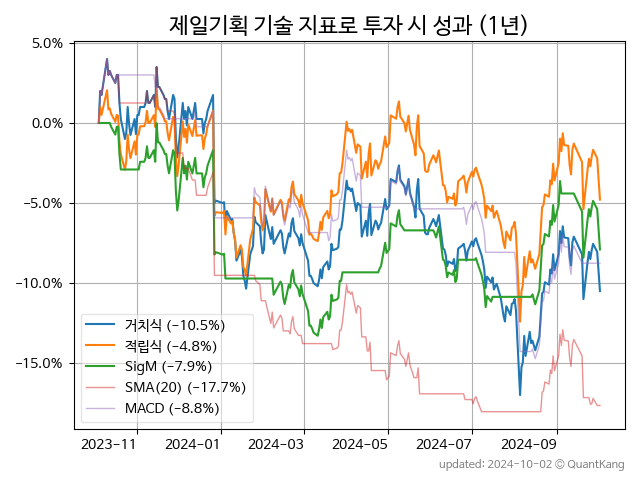 제일기획 기술 지표로 투자 시 성과 (1년)
5.0%
0.0%
−5.0%
−10.0%
−15.0%
거치식 (−10.5%)
적립식 (−4.8%)
SigM (−7.9%)
SMA(20) (−17.7%)
MACD (−8.8%)
2023−11
2024−01
2024−03
2024−05
2024−07
2024−09
updated: 2024-10-02 © QuantKang